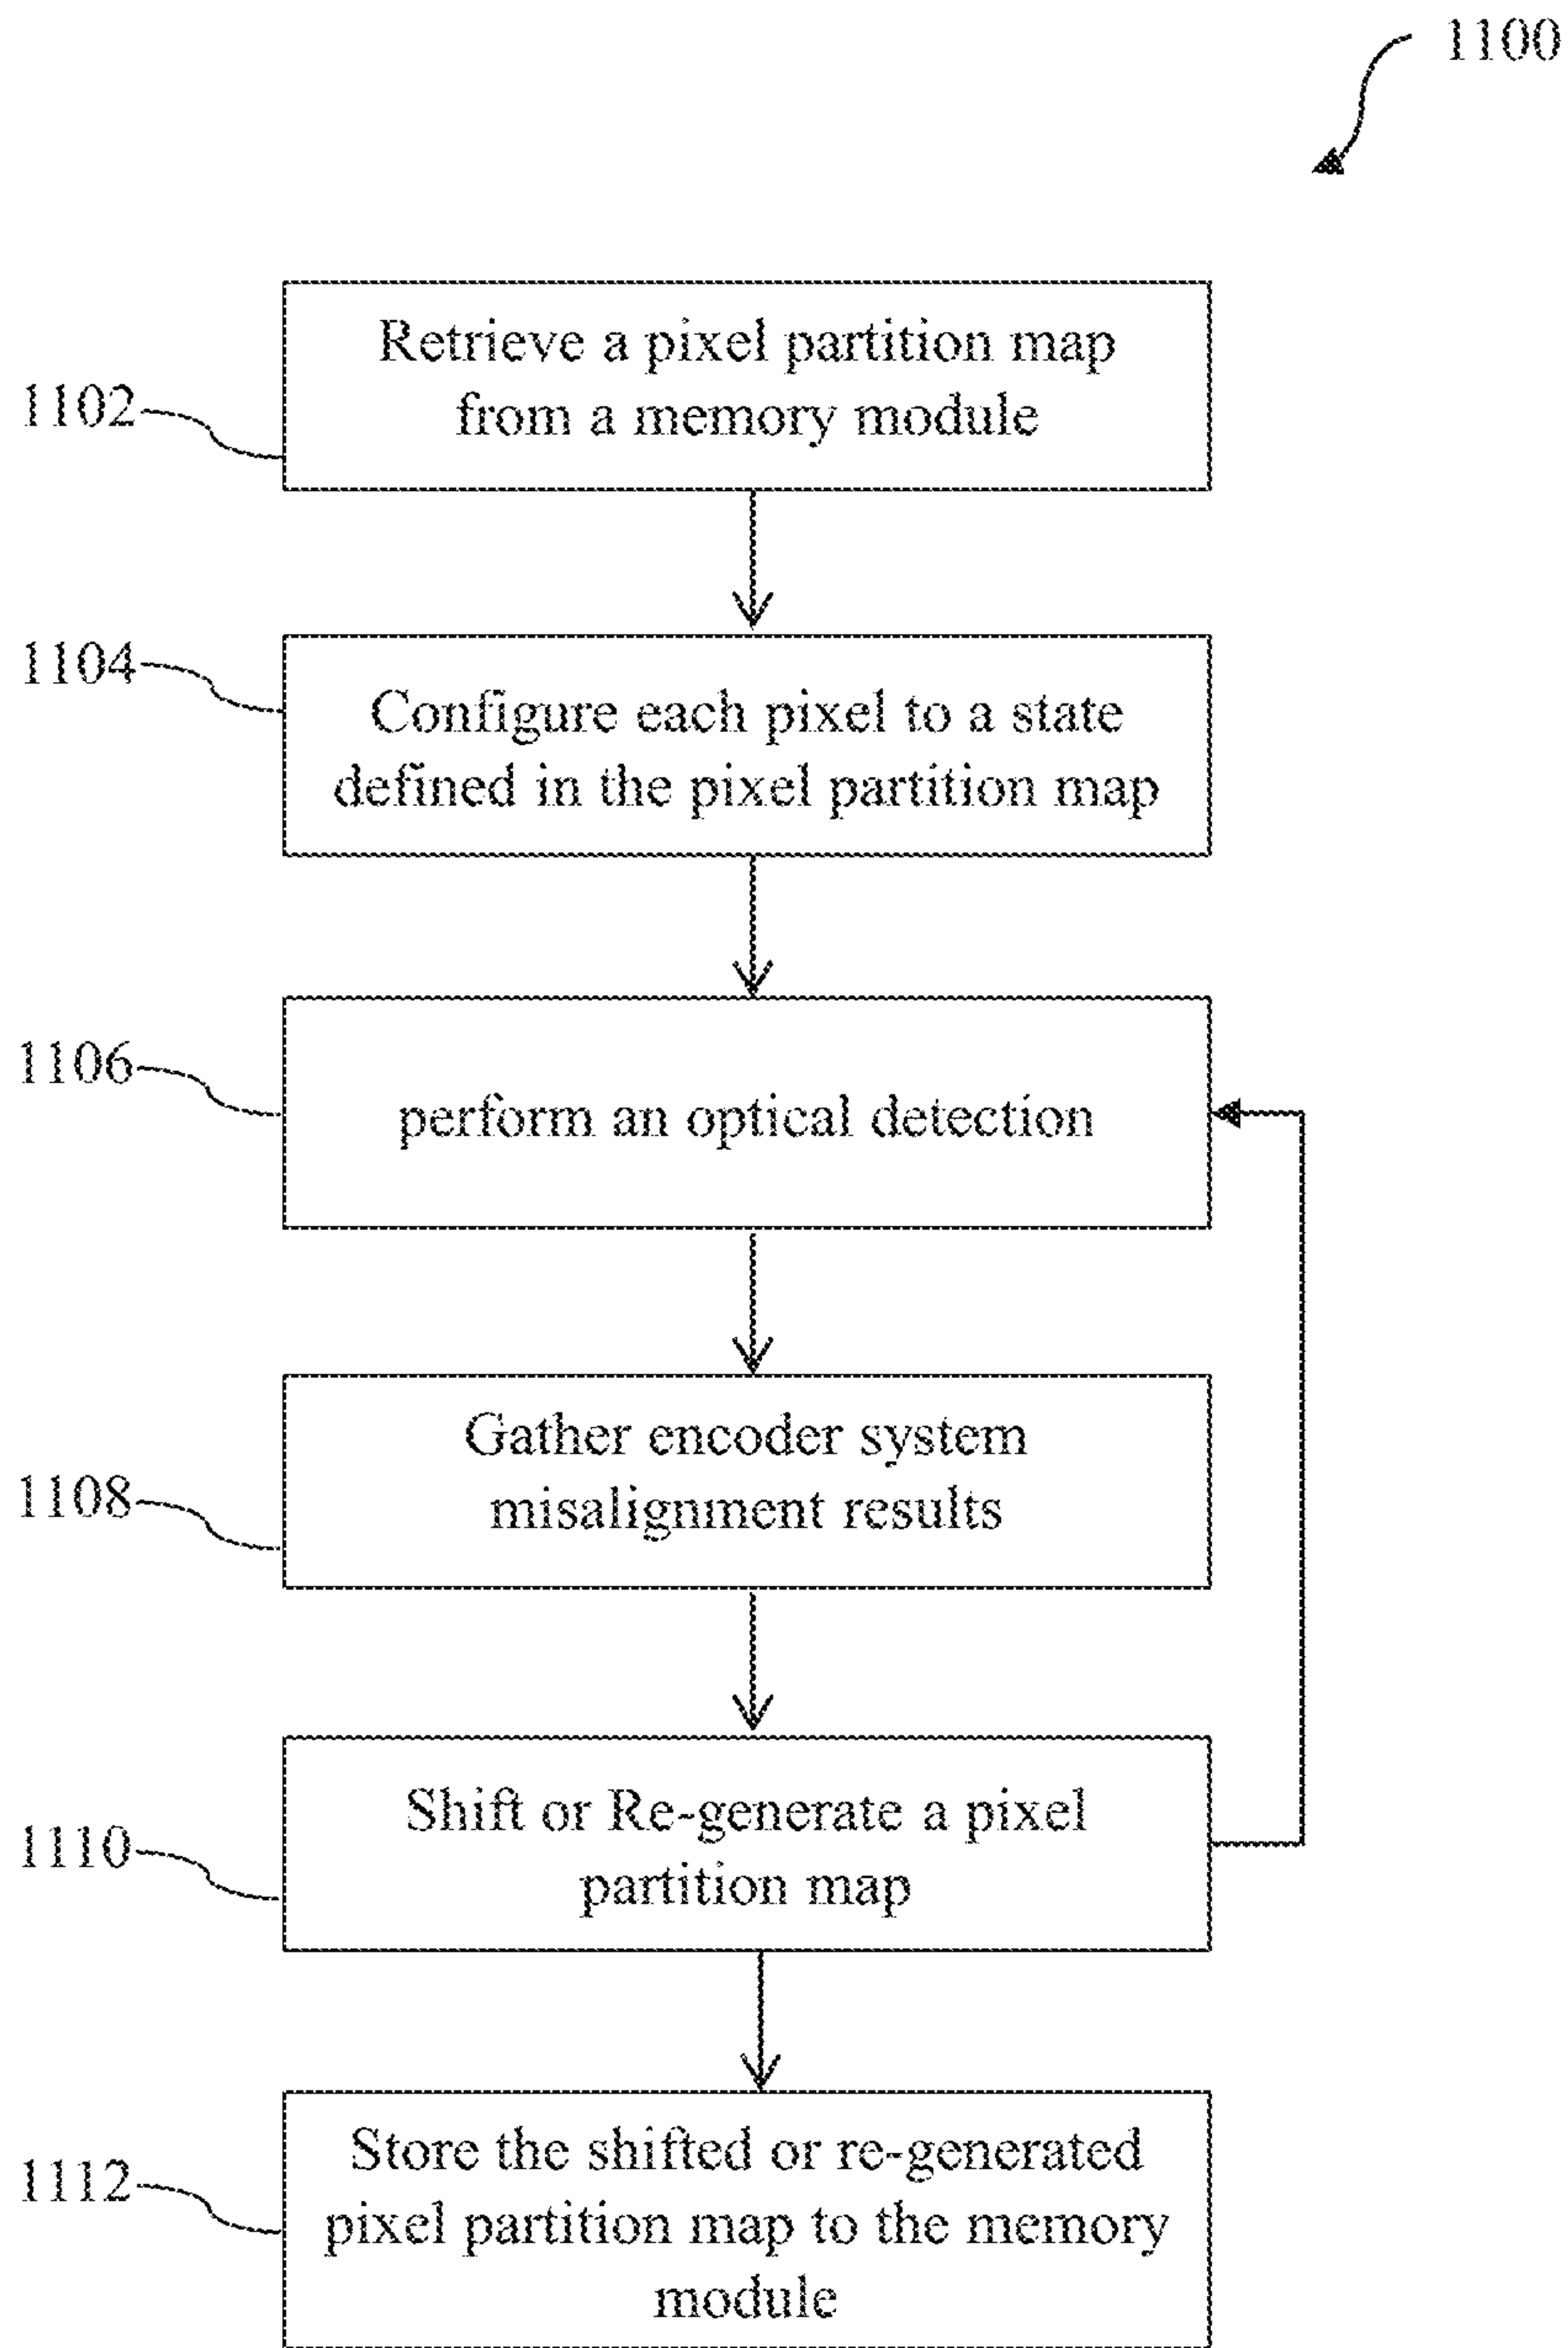 1100
Retrieve a pixel partition map
from a memory module
1102
1104
Configure each pixel to a state
defined in the pixel partition map
1106
perform an optical detection
Gather encoder system
misalignment results
1108
Shift or Re-generate a pixel
partition map
1110
Store the shifted or re-generated
pixel partition map to the memory
module
1112